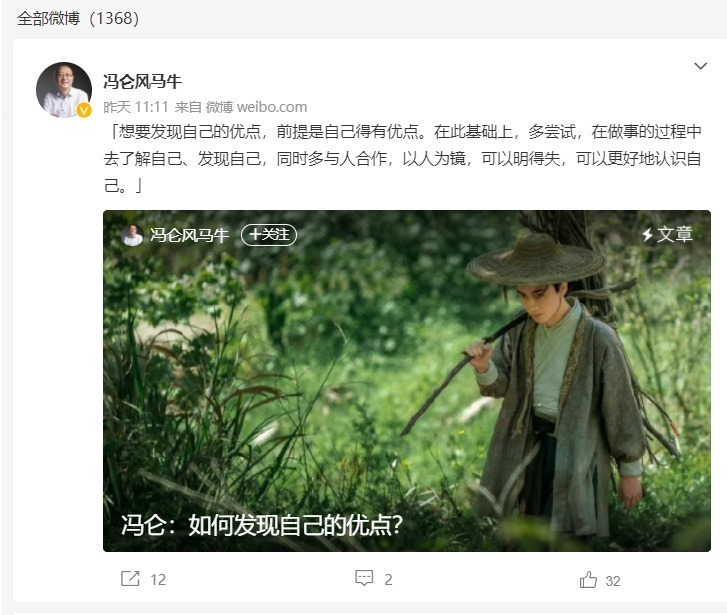 全部微博（1368）
冯仑风马牛
昨天 11:11 来自 微博 weibo.com
「想要发现自己的优点，前提是自己得有优点。在此基础上，多尝试，在做事的过程中
去了解自己、发现自己，同时多与人合作，以人为镜，可以明得失，可以更好地认识自
己。」
冯仑风马牛 +关注 文章
冯仑：如何发现自己的优点？
12 2 32